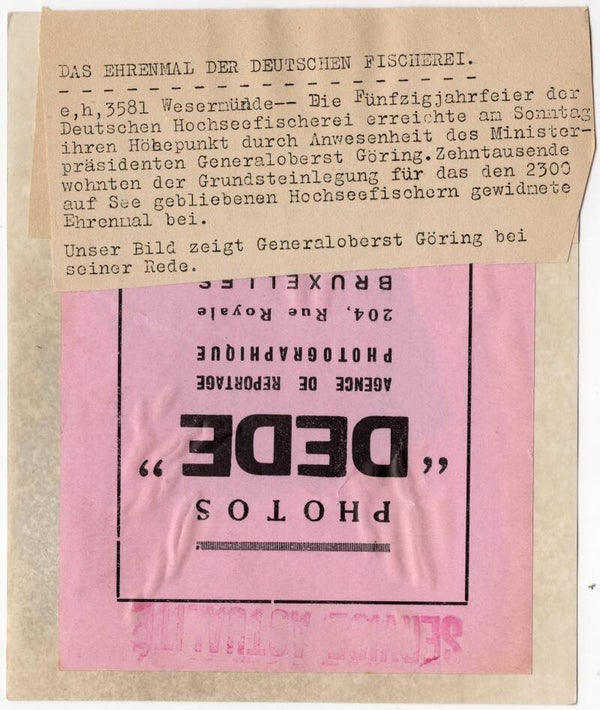 DAS EHRENMAL DER DEUTSCHEN FISCHEREI.
e,h,3581 Wesermünde-- Die Fünfzigjahrfeier der
Deutschen Hochseefischerei erreichte am Sonntag
ihren Höhepunkt durch Anwesenheit des Minister-
präsidenten Generaloberst Göring. Zehntausende
wohnten der Grundsteinlegung für das den 2300
auf See gebliebenen Hochseefischern gewidmete
Ehrenmal bei.
Unser Bild zeigt Generaloberst Göring bei
seiner Rede.
SERVICE ACTUALITÉ
PHOTOS
"DEDE"
AGENCE DE REPORTAGE
PHOTOGRAPHIQUE
204, Rue Royale
BRUXELLES